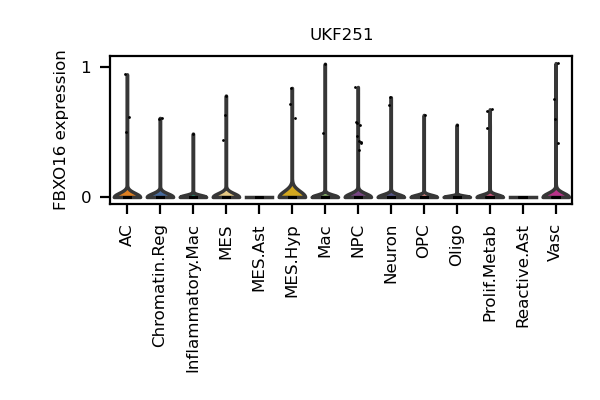 UKF251
FBXO16 expression
1
0
AC
Chromatin.Reg
Inflammatory.Mac
MES
MES.Ast
MES.Hyp
Mac
NPC
Neuron
OPC
Oligo
Prolif.Metab
Reactive.Ast
Vasc